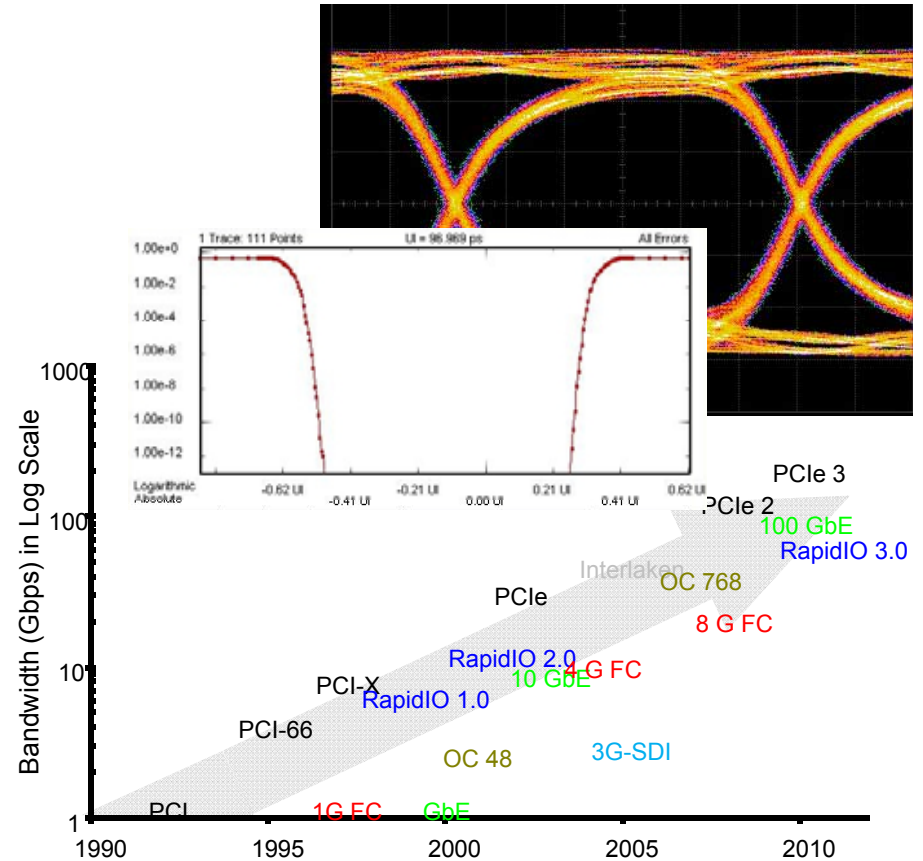 1 Trace: 111 Points UI = 96.969 ps All Errors
1.00e+0
1.00e-2
1.00e-4
1.00e-6
1.00e-8
1.00e-10
1.00e-12
Logarithmic
Absolute
-0.62 UI -0.41 UI -0.21 UI 0.00 UI 0.21 UI 0.41 UI 0.62 UI
Bandwidth (Gbps) in Log Scale
1000
PCIe 3
PCIe 2
100
100 GbE
RapidIO 3.0
Interlaken
OC 768
PCIe
8 G FC
RapidIO 2.0
10
4 G FC
10 GbE
PCI-X
RapidIO 1.0
PCI-66
OC 48
3G-SDI
PCI
1G FC
GbE
1
1990 1995 2000 2005 2010